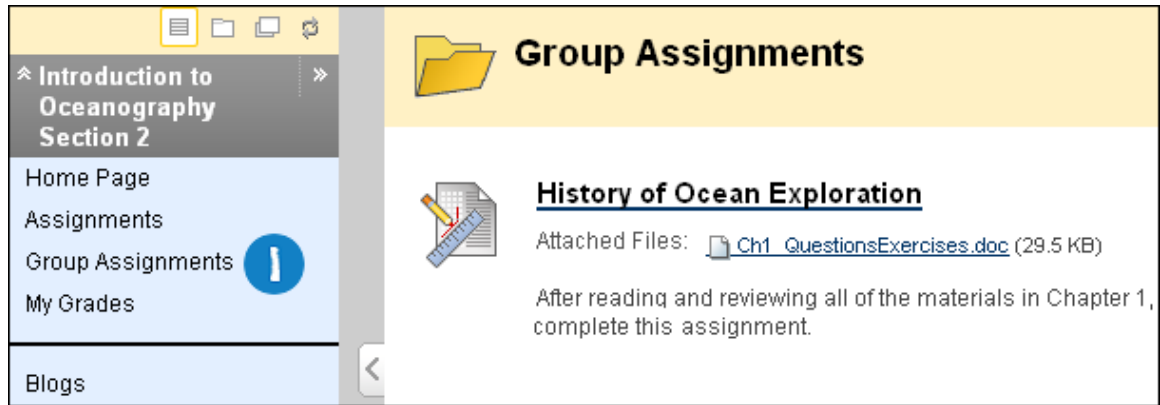 Introduction to
Oceanography
Section 2
Home Page
Assignments
Group Assignments
1
My Grades
Blogs
Group Assignments
History of Ocean Exploration
Attached Files: Ch1_QuestionsExercises.doc (29.5 KB)
After reading and reviewing all of the materials in Chapter 1,
complete this assignment.